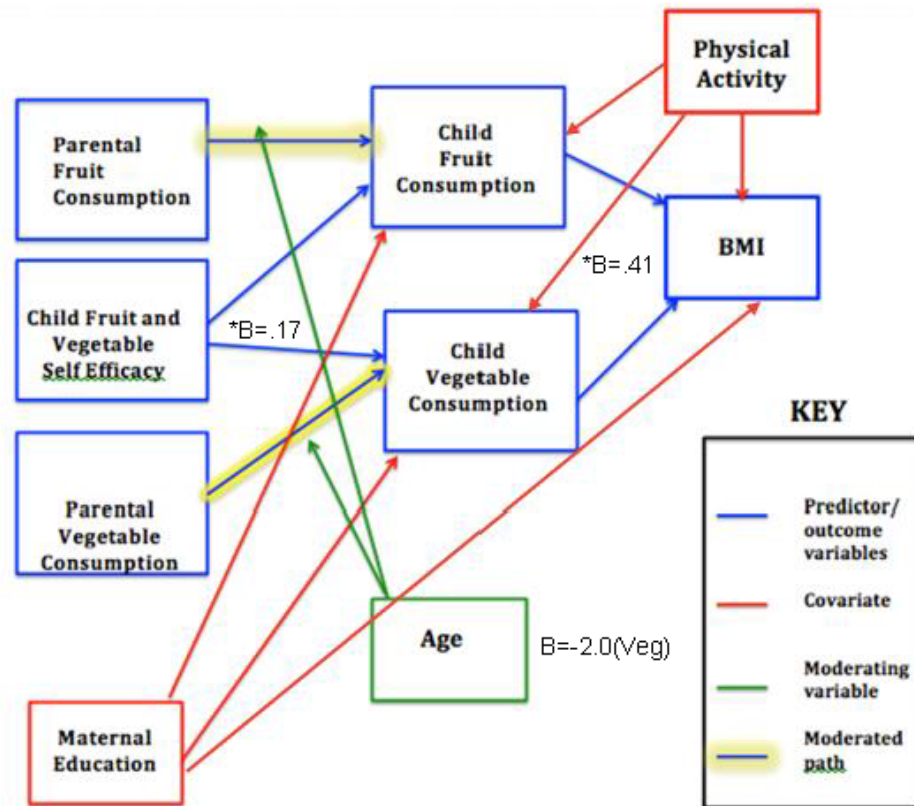 Physical
Activity
Parental
Fruit
Consumption
Child
Fruit
Consumption
BMI
*B=.41
Child Fruit and
Vegetable
Self Efficacy
*B=.17
Child
Vegetable
Consumption
Parental
Vegetable
Consumption
Age
B=-2.0(Veg)
Maternal
Education
KEY
Predictor/
outcome
variables
Covariate
Moderating
variable
Moderated
path